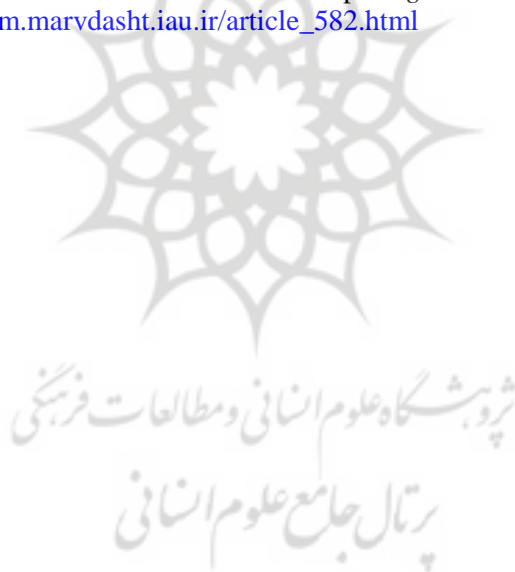 m.marvdasht.iau.ir/article_582.html
پژوهشگاه علوم انسانی و مطالعات فرهنگی
پرتال جامع علوم انسانی